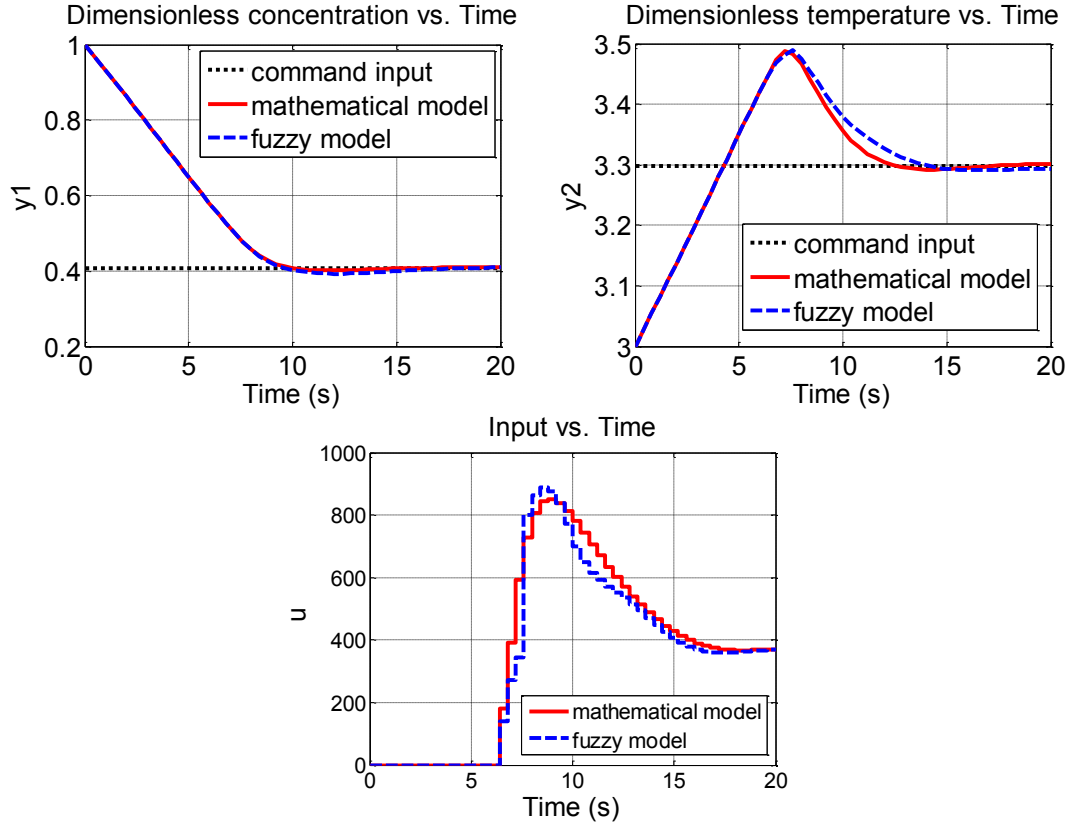 Dimensionless concentration vs. Time
1
0.8
0.6
0.4
0.2
y1
command input
mathematical model
fuzzy model
0 5 10 15 20
Time (s)
Dimensionless temperature vs. Time
3.5
3.4
3.3
3.2
3.1
3
y2
command input
mathematical model
fuzzy model
0 5 10 15 20
Time (s)
Input vs. Time
1000
800
600
400
200
0
u
mathematical model
fuzzy model
0 5 10 15 20
Time (s)